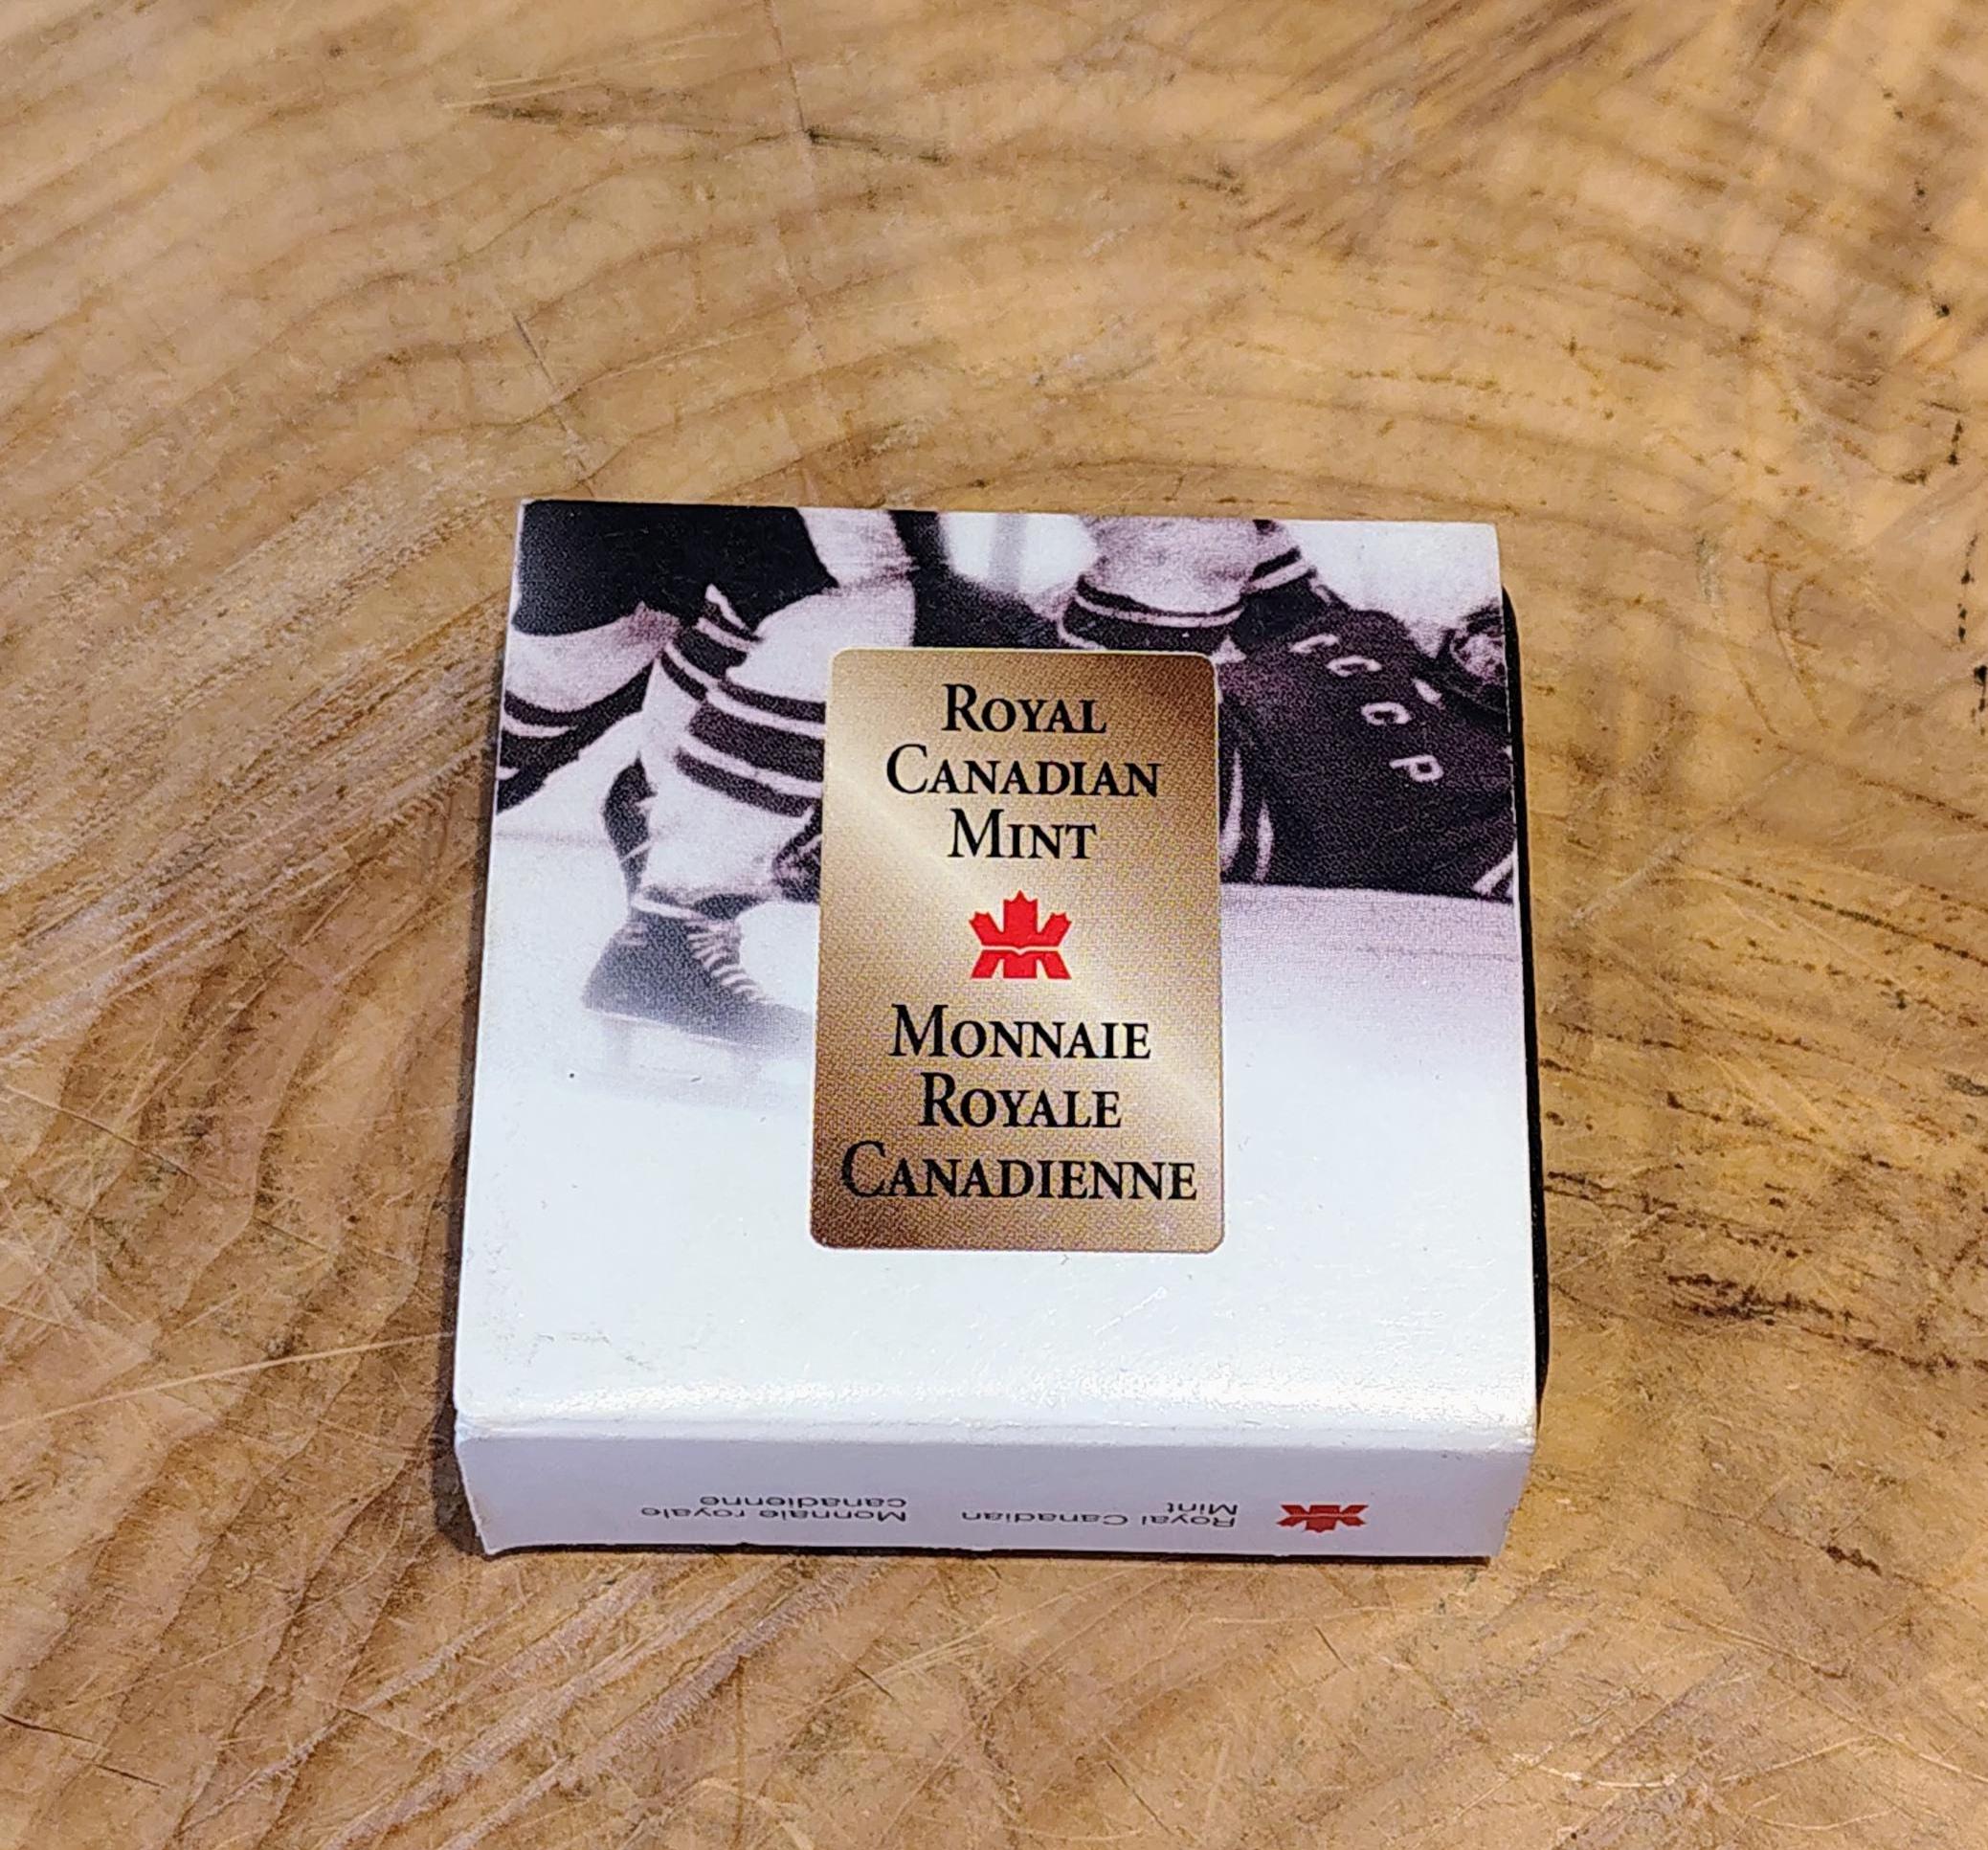 ROYAL
CANADIAN
MINT
MONNAIE
ROYALE
CANADIENNE
CCCP
Royal Canadian
Mint
Monnaie royale
canadienne